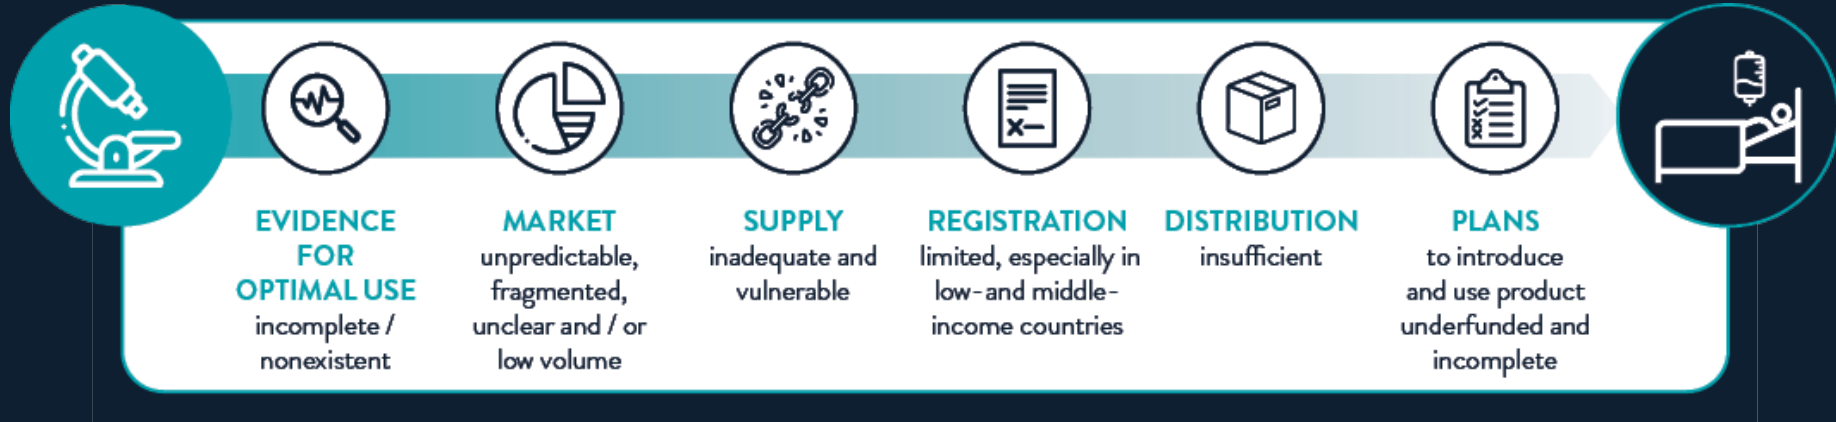 EVIDENCE
FOR
OPTIMAL USE
incomplete /
nonexistent
MARKET
unpredictable,
fragmented,
unclear and / or
low volume
SUPPLY
inadequate and
vulnerable
REGISTRATION
limited, especially in
low-and middle-
income countries
DISTRIBUTION
insufficient
PLANS
to introduce
and use product
underfunded and
incomplete